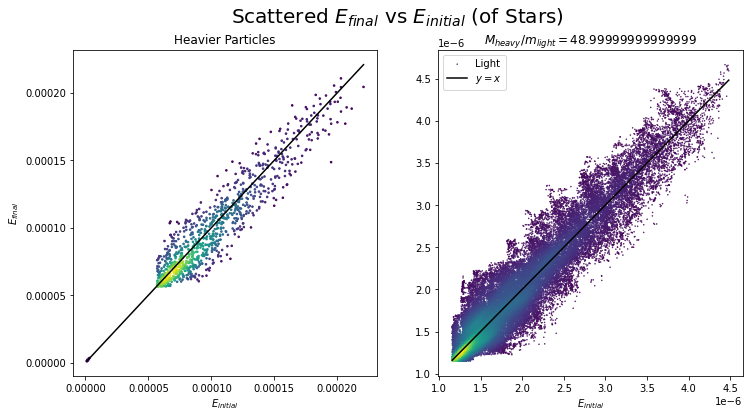 Scattered E_final vs E_initial (of Stars)
Heavier Particles
M_heavy/m_light = 48.99999999999999
1e−6
Light
y = x
0.00020
0.00015
0.00010
0.00005
0.00000
E_final
0.00000 0.00005 0.00010 0.00015 0.00020
E_initial
4.5
4.0
3.5
3.0
2.5
2.0
1.5
1.0
1.0 1.5 2.0 2.5 3.0 3.5 4.0 4.5
1e−6
E_initial